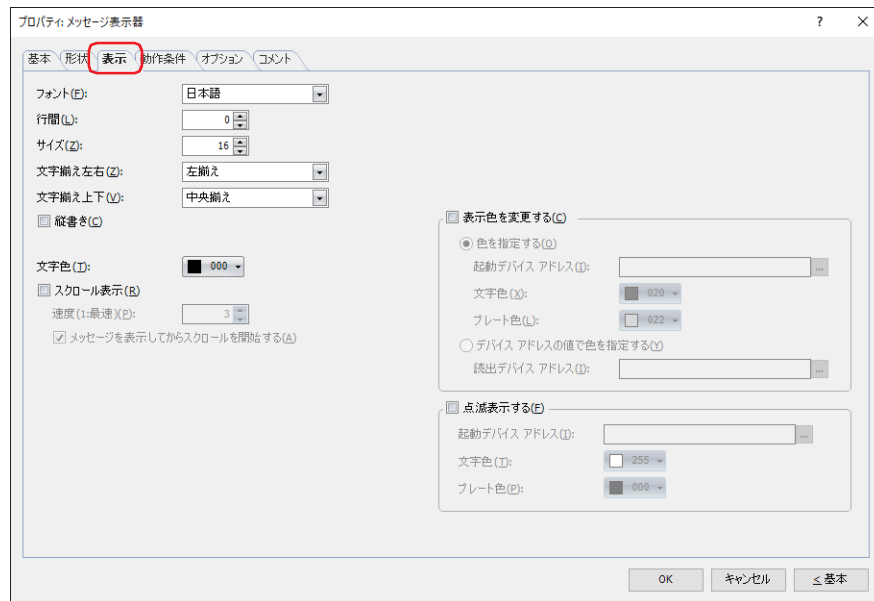 プロパティ: メッセージ表示器 ?
基本 形状 表示 動作条件 オプション コメント
フォント(F): 日本語
行間(L): 0
サイズ(Z): 16
文字揃え左右(Z): 左揃え
文字揃え上下(V): 中央揃え
縦書き(C)
文字色(T): 000
スクロール表示(R)
速度(1:最速)(P): 3
メッセージを表示してからスクロールを開始する(A)
表示色を変更する(C)
色を指定する(O)
起動デバイス アドレス(I): ...
文字色(X): 020
プレート色(L): 022
デバイス アドレスの値で色を指定する(Y)
読出デバイス アドレス(I): ...
点滅表示する(F)
起動デバイス アドレス(I): ...
文字色(T): 255
プレート色(P): 000
OK キャンセル < 基本